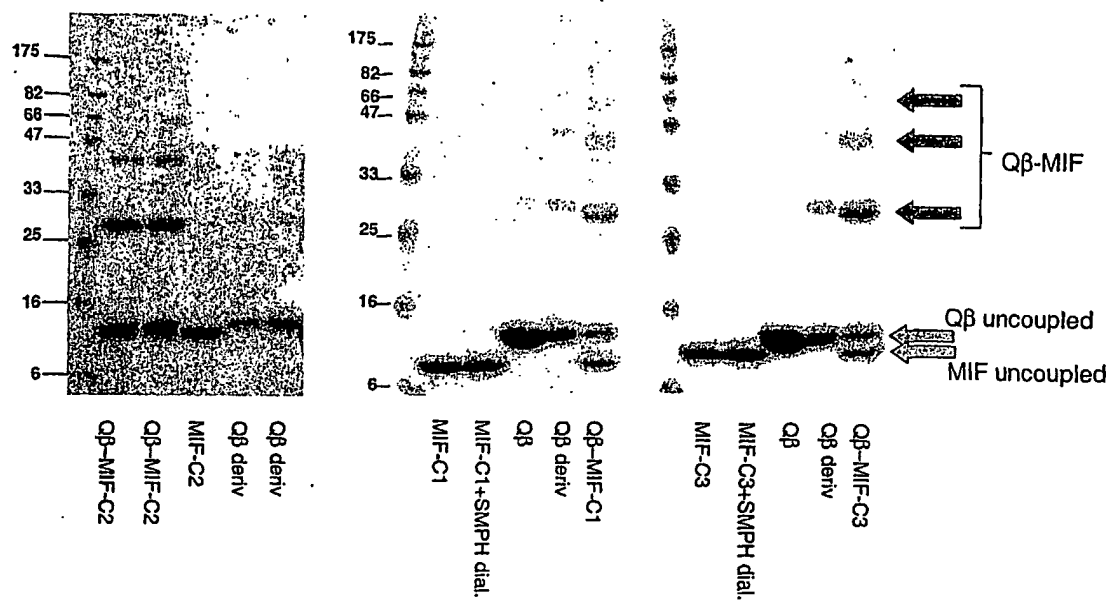 175
82
68
47
33
25
16
6
175
82
66
47
33
25
16
6
Qβ-MIF
Qβ uncoupled
MIF uncoupled
Qβ-MIF-C2
Qβ-MIF-C2
MIF-C2
Qβ deriv
Qβ deriv
MIF-C1
MIF-C1+SMPH dial.
Qβ
Qβ deriv
Qβ-MIF-C1
MIF-C3
MIF-C3+SMPH dial.
Qβ
Qβ deriv
Qβ-MIF-C3